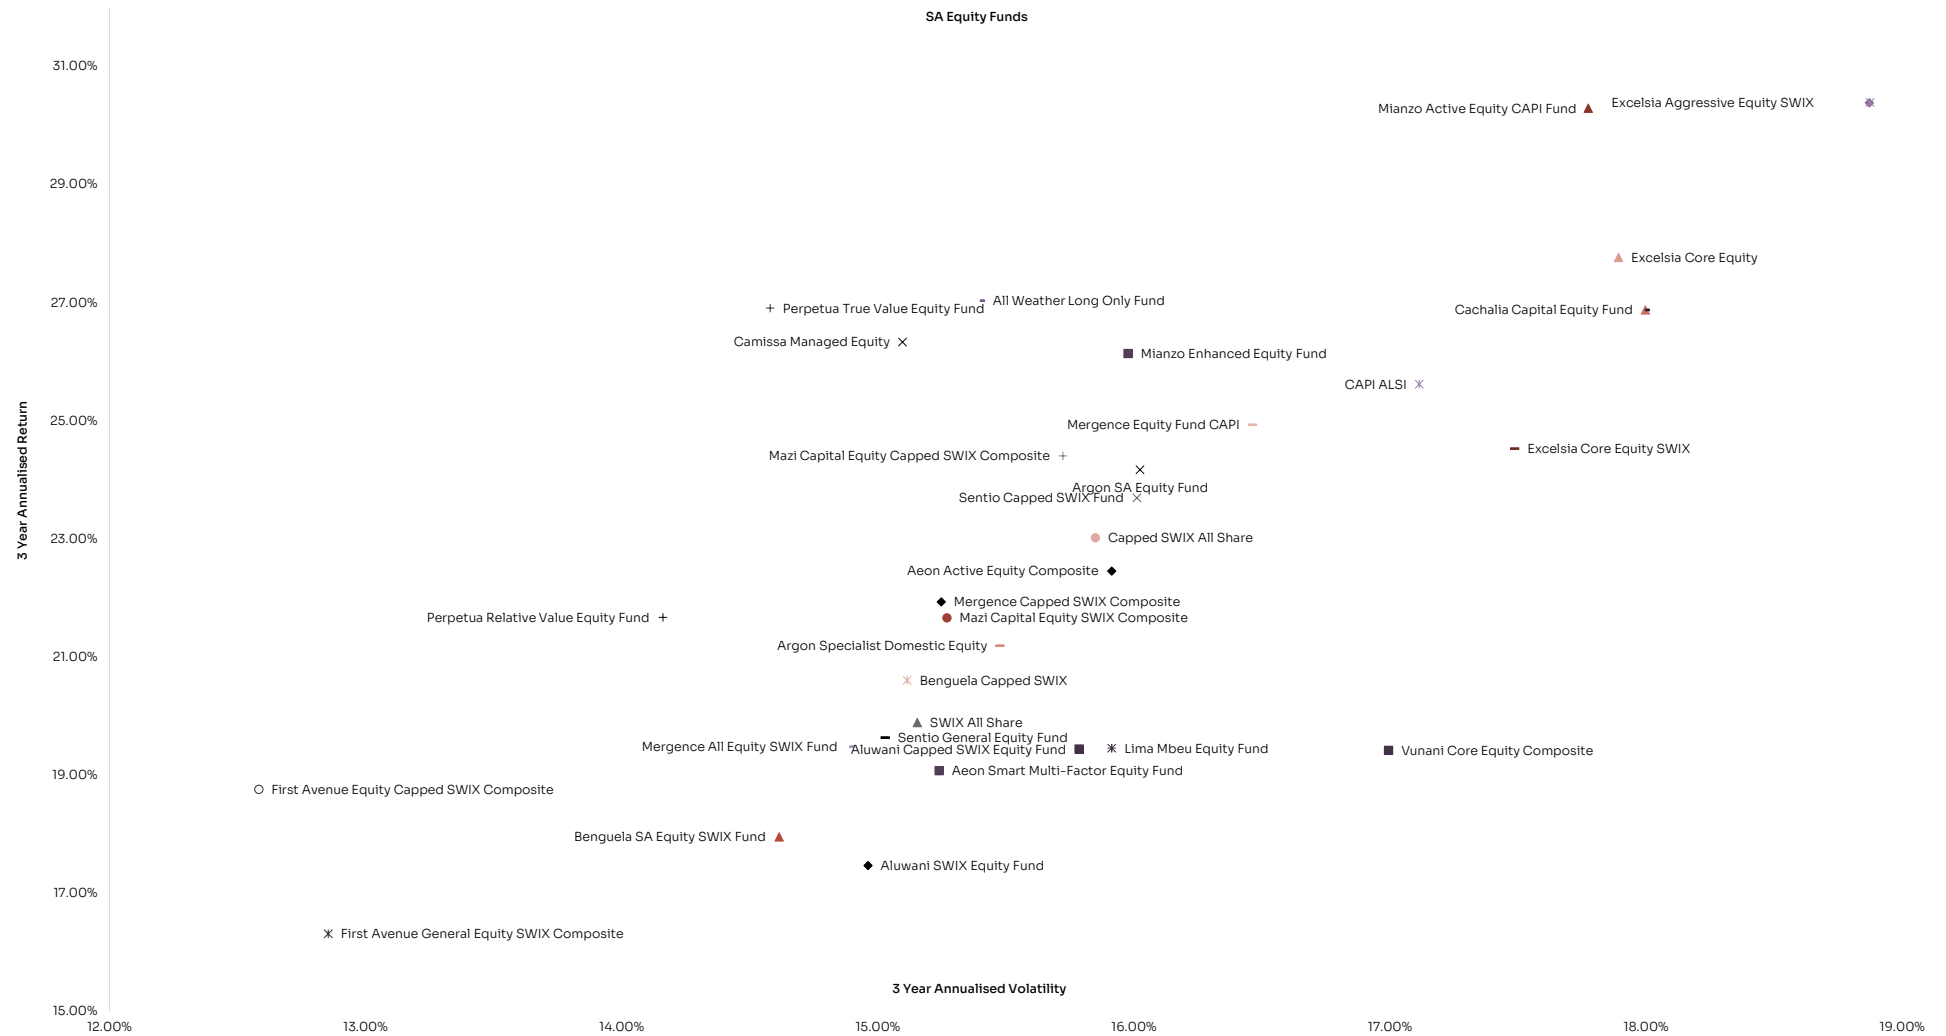 SA Equity Funds
31.00%
Excelsia Aggressive Equity SWIX
Mianzo Active Equity CAPI Fund
29.00%
Excelsia Core Equity
27.00%
All Weather Long Only Fund
Perpetua True Value Equity Fund
Cachalia Capital Equity Fund
Camissa Managed Equity
Mianzo Enhanced Equity Fund
CAPI ALSI
25.00%
Mergence Equity Fund CAPI
Excelsia Core Equity SWIX
Mazi Capital Equity Capped SWIX Composite
Argon SA Equity Fund
Sentio Capped SWIX Fund
3 Year Annualised Return
23.00%
Capped SWIX All Share
Aeon Active Equity Composite
Mergence Capped SWIX Composite
Perpetua Relative Value Equity Fund
Mazi Capital Equity SWIX Composite
Argon Specialist Domestic Equity
21.00%
Benguela Capped SWIX
SWIX All Share
Sentio General Equity Fund
Mergence All Equity SWIX Fund
Aluwani Capped SWIX Equity Fund
Lima Mbeu Equity Fund
Vunani Core Equity Composite
19.00%
Aeon Smart Multi-Factor Equity Fund
First Avenue Equity Capped SWIX Composite
Benguela SA Equity SWIX Fund
Aluwani SWIX Equity Fund
17.00%
First Avenue General Equity SWIX Composite
3 Year Annualised Volatility
15.00%
12.00%
13.00%
14.00%
15.00%
16.00%
17.00%
18.00%
19.00%